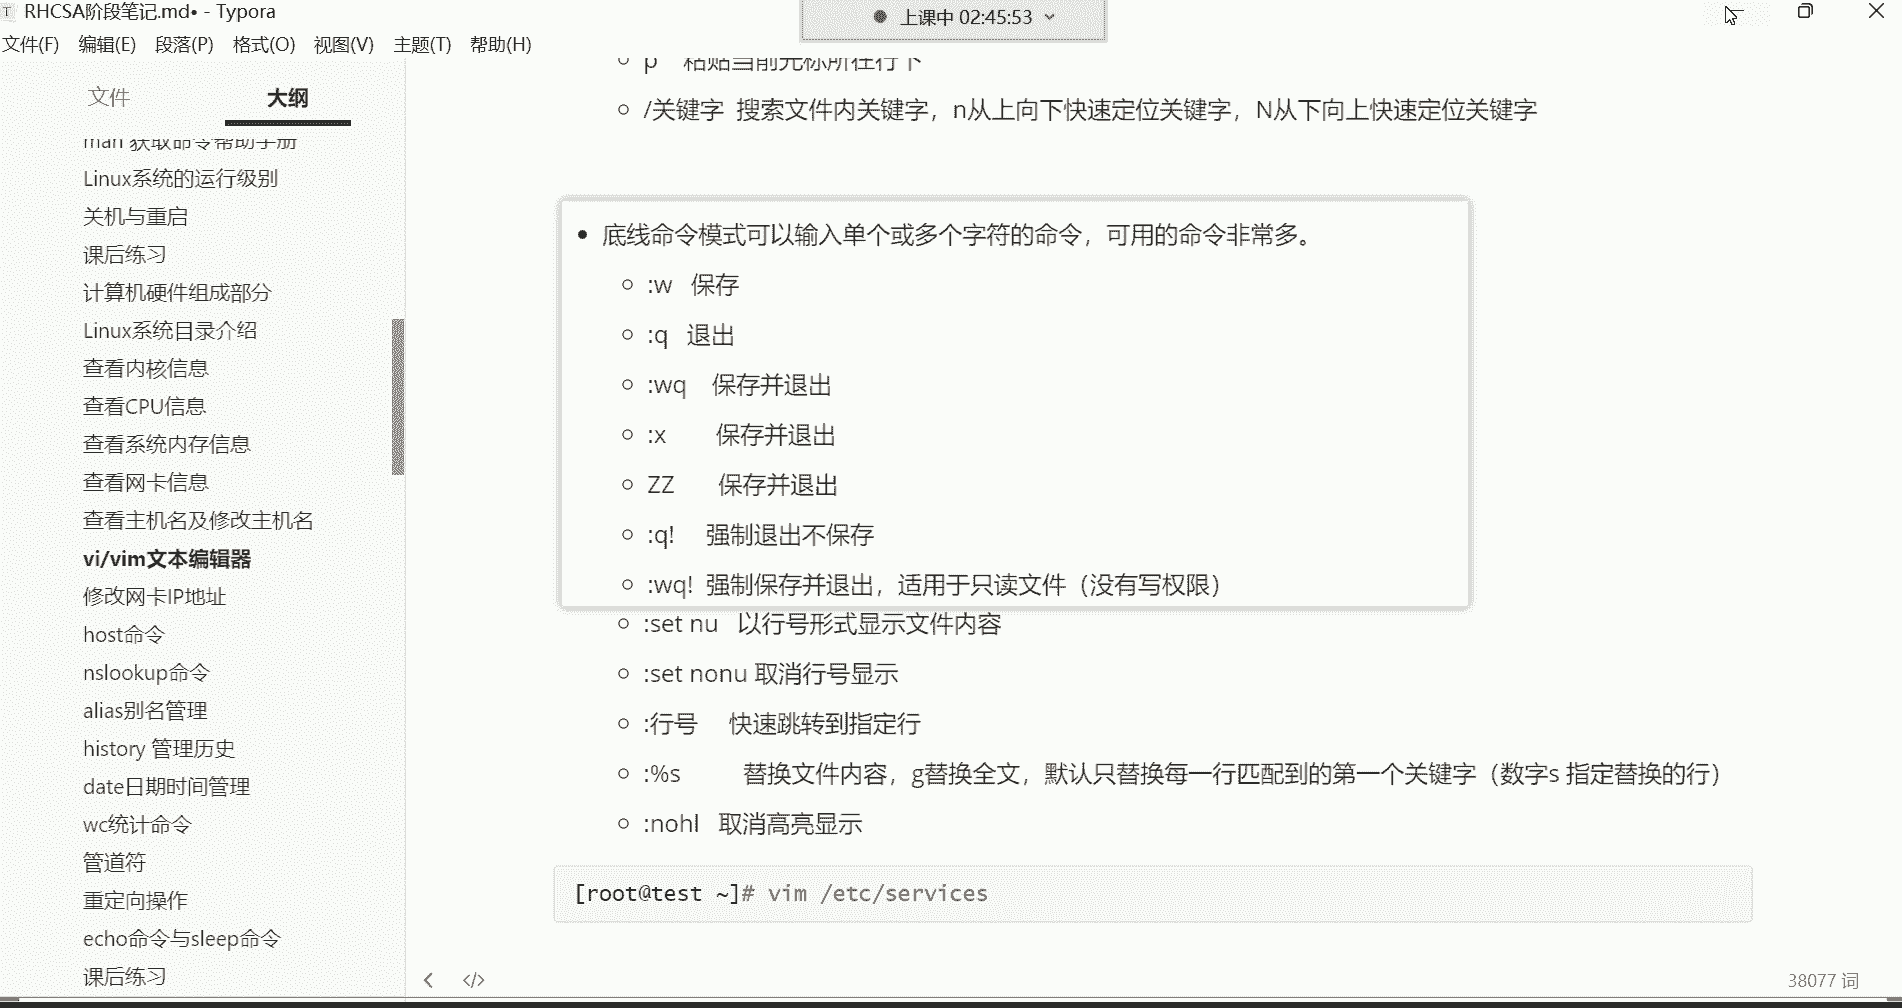 RHCSA阶段笔记.md• - Typora
上课中 02:45:53
文件(F) 编辑(E) 段落(P) 格式(O) 视图(V) 主题(T) 帮助(H)
文件 大纲
man 获取命令帮助手册
Linux系统的运行级别
关机与重启
课后练习
计算机硬件组成部分
Linux系统目录介绍
查看内核信息
查看CPU信息
查看系统内存信息
查看网卡信息
查看主机名及修改主机名
vi/vim文本编辑器
修改网卡IP地址
host命令
nslookup命令
alias别名管理
history 管理历史
date日期时间管理
wc统计命令
管道符
重定向操作
echo命令与sleep命令
课后练习
p 粘贴当前光标所在行下
/关键字 搜索文件内关键字，n从上向下快速定位关键字，N从下向上快速定位关键字
底线命令模式可以输入单个或多个字符的命令，可用的命令非常多。
:w 保存
:q 退出
:wq 保存并退出
:x 保存并退出
ZZ 保存并退出
:q! 强制退出不保存
:wq! 强制保存并退出，适用于只读文件（没有写权限）
:set nu 以行号形式显示文件内容
:set nonu 取消行号显示
:行号 快速跳转到指定行
:%s 替换文件内容，g替换全文，默认只替换每一行匹配到的第一个关键字（数字s 指定替换的行）
:nohl 取消高亮显示
[root@test ~]# vim /etc/services
38077 词